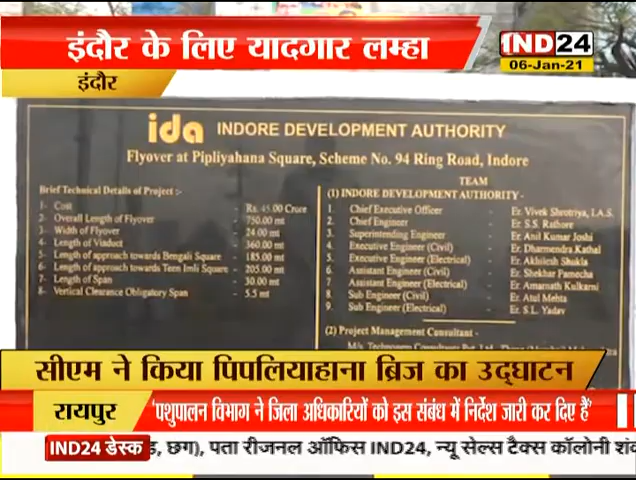 इंदौर के लिए यादगार लम्हा
IND24
06-Jan-21
इंदौर
ida INDORE DEVELOPMENT AUTHORITY
Flyover at Pipliyahana Square, Scheme No. 94 Ring Road, Indore
Brief Technical Details of Project :-
1- Cost - Rs. 45.00 Crore
2- Overall Length of Flyover - 750.00 mt
3- Width of Flyover - 24.00 mt
4- Length of Viaduct - 360.00 mt
5- Length of approach towards Bengali Square - 185.00 mt
6- Length of approach towards Teen Imli Square - 205.00 mt
7- Length of Span - 30.00 mt
8- Vertical Clearance Obligatory Span - 5.5 mt
TEAM
(1) INDORE DEVELOPMENT AUTHORITY -
1. Chief Executive Officer - Er. Vivek Shrotriya, I.A.S.
2. Chief Engineer - Er. S.S. Rathore
3. Superintending Engineer - Er. Anil Kumar Joshi
4. Executive Engineer (Civil) - Er. Dharmendra Kathal
5. Executive Engineer (Electrical) - Er. Akhilesh Shukla
6. Assistant Engineer (Civil) - Er. Shekhar Pamecha
7. Assistant Engineer (Electrical) - Er. Amarnath Kulkarni
8. Sub Engineer (Civil) - Er. Atul Mehta
9. Sub Engineer (Electrical) - Er. S.L. Yadav
(2) Project Management Consultant -
सीएम ने किया पिपलियाहाना ब्रिज का उद्घाटन
रायपुर
'पशुपालन विभाग ने जिला अधिकारियों को इस संबंध में निर्देश जारी कर दिए हैं'
IND24 डेस्क
ड, छग), पता रीजनल ऑफिस IND24, न्यू सेल्स टैक्स कॉलोनी शंक